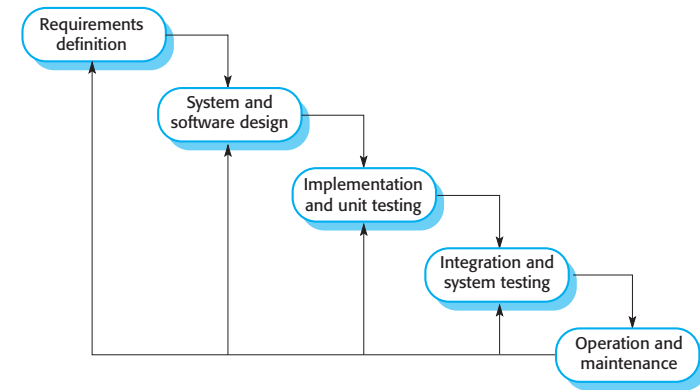 Requirements
definition
System and
software design
Implementation
and unit testing
Integration and
system testing
Operation and
maintenance